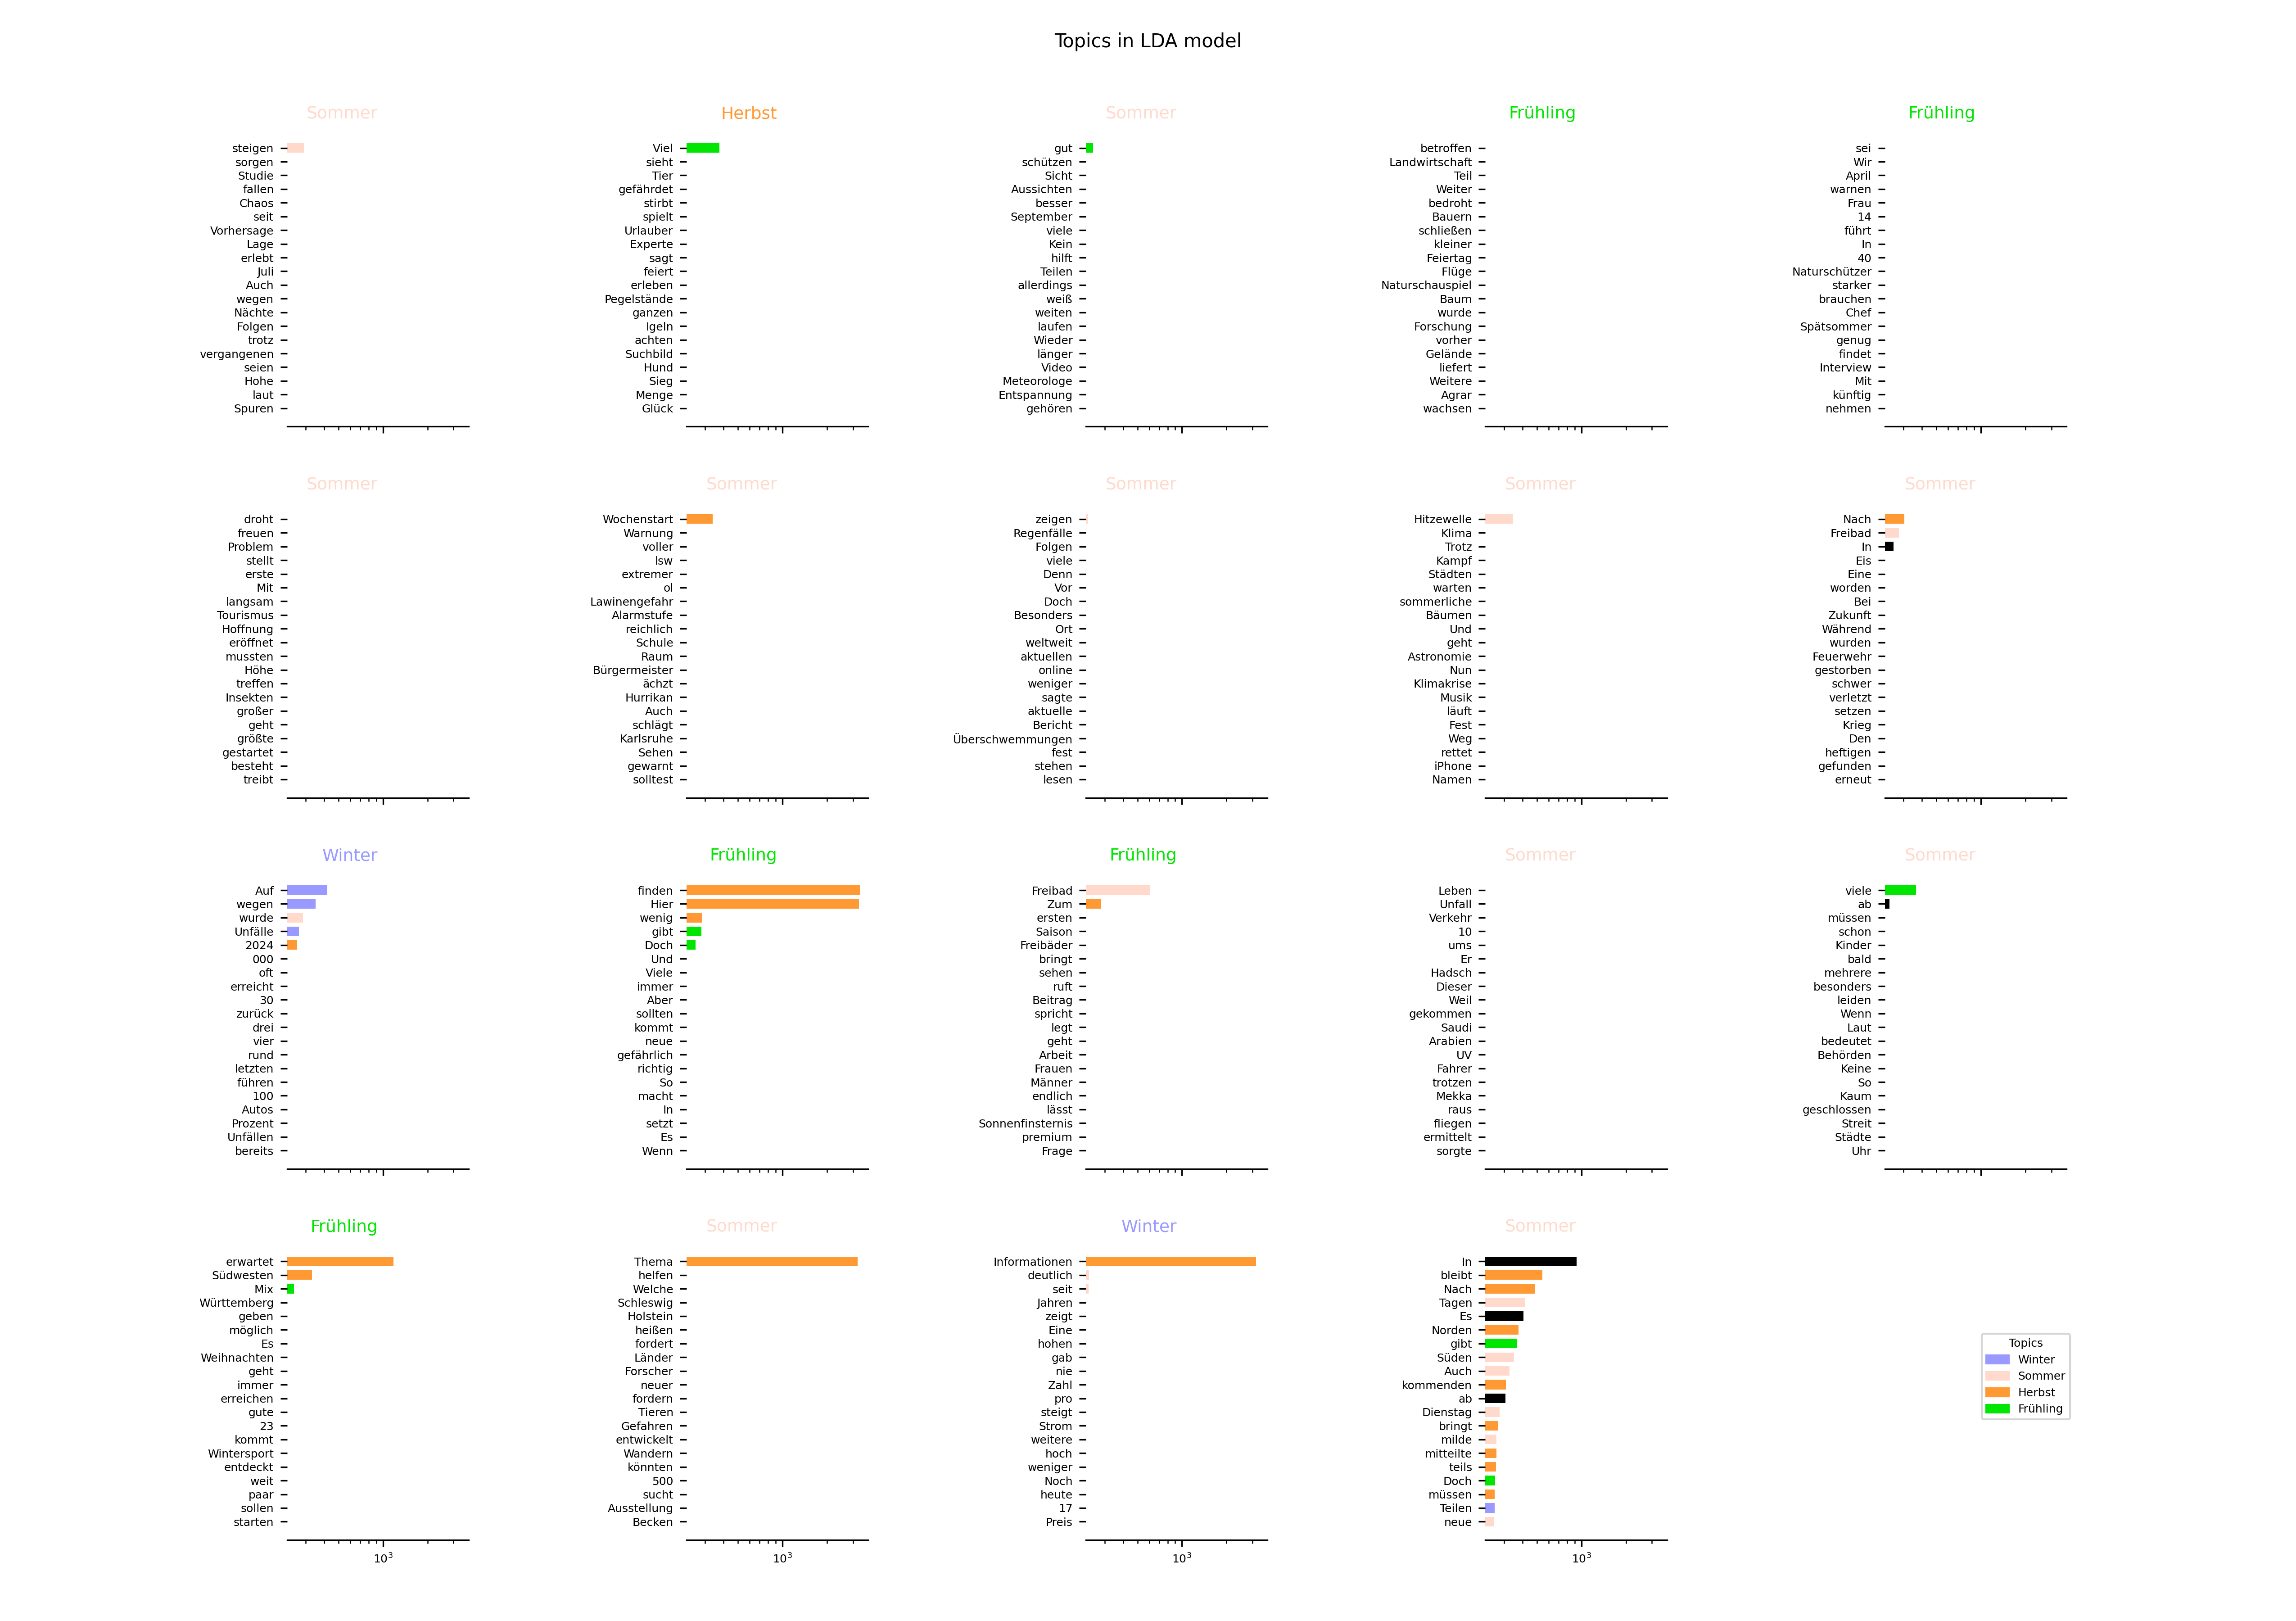 Topics in LDA model
Sommer
steigen
sorgen
Studie
fallen
Chaos
seit
Vorhersage
Lage
erlebt
Juli
Auch
wegen
Nächte
Folgen
trotz
vergangenen
seien
Hohe
laut
Spuren
Herbst
Viel
sieht
Tier
gefährdet
stirbt
spielt
Urlauber
Experte
sagt
feiert
erleben
Pegelstände
ganzen
Igeln
achten
Suchbild
Hund
Sieg
Menge
Glück
Sommer
gut
schützen
Sicht
Aussichten
besser
September
viele
Kein
hilft
Teilen
allerdings
weiß
weiten
laufen
Wieder
länger
Video
Meteorologe
Entspannung
gehören
Frühling
betroffen
Landwirtschaft
Teil
Weiter
bedroht
Bauern
schließen
kleiner
Feiertag
Flüge
Naturschauspiel
Baum
wurde
Forschung
vorher
Gelände
liefert
Weitere
Agrar
wachsen
Frühling
sei
Wir
April
warnen
Frau
14
führt
In
40
Naturschützer
starker
brauchen
Chef
Spätsommer
genug
findet
Interview
Mit
künftig
nehmen
Sommer
droht
freuen
Problem
stellt
erste
Mit
langsam
Tourismus
Hoffnung
eröffnet
mussten
Höhe
treffen
Insekten
großer
geht
größte
gestartet
besteht
treibt
Sommer
Wochenstart
Warnung
voller
lsw
extremer
ol
Lawinengefahr
Alarmstufe
reichlich
Schule
Raum
Bürgermeister
ächzt
Hurrikan
Auch
schlägt
Karlsruhe
Sehen
gewarnt
solltest
Sommer
zeigen
Regenfälle
Folgen
viele
Denn
Vor
Doch
Besonders
Ort
weltweit
aktuellen
online
weniger
sagte
aktuelle
Bericht
Überschwemmungen
fest
stehen
lesen
Sommer
Hitzewelle
Klima
Trotz
Kampf
Städten
warten
sommerliche
Bäumen
Und
geht
Astronomie
Nun
Klimakrise
Musik
läuft
Fest
Weg
rettet
iPhone
Namen
Sommer
Nach
Freibad
In
Eis
Eine
worden
Bei
Zukunft
Während
wurden
Feuerwehr
gestorben
schwer
verletzt
setzen
Krieg
Den
heftigen
gefunden
erneut
Winter
Auf
wegen
wurde
Unfälle
2024
000
oft
erreicht
30
zurück
drei
vier
rund
letzten
führen
100
Autos
Prozent
Unfällen
bereits
Frühling
finden
Hier
wenig
gibt
Doch
Und
Viele
immer
Aber
sollten
kommt
neue
gefährlich
richtig
So
macht
In
setzt
Es
Wenn
Frühling
Freibad
Zum
ersten
Saison
Freibäder
bringt
sehen
ruft
Beitrag
spricht
legt
geht
Arbeit
Frauen
Männer
endlich
lässt
Sonnenfinsternis
premium
Frage
Sommer
Leben
Unfall
Verkehr
10
ums
Er
Hadsch
Dieser
Weil
gekommen
Saudi
Arabien
UV
Fahrer
trotzen
Mekka
raus
fliegen
ermittelt
sorgte
Sommer
viele
ab
müssen
schon
Kinder
bald
mehrere
besonders
leiden
Wenn
Laut
bedeutet
Behörden
Keine
So
Kaum
geschlossen
Streit
Städte
Uhr
Frühling
erwartet
Südwesten
Mix
Württemberg
geben
möglich
Es
Weihnachten
geht
immer
erreichen
gute
23
kommt
Wintersport
entdeckt
weit
paar
sollen
starten
10³
Sommer
Thema
helfen
Welche
Schleswig
Holstein
heißen
fordert
Länder
Forscher
neuer
fordern
Tieren
Gefahren
entwickelt
Wandern
könnten
500
sucht
Ausstellung
Becken
10³
Winter
Informationen
deutlich
seit
Jahren
zeigt
Eine
hohen
gab
nie
Zahl
pro
steigt
Strom
weitere
hoch
weniger
Noch
heute
17
Preis
10³
Sommer
In
bleibt
Nach
Tagen
Es
Norden
gibt
Süden
Auch
kommenden
ab
Dienstag
bringt
milde
mitteilte
teils
Doch
müssen
Teilen
neue
10³
Topics
Winter
Sommer
Herbst
Frühling